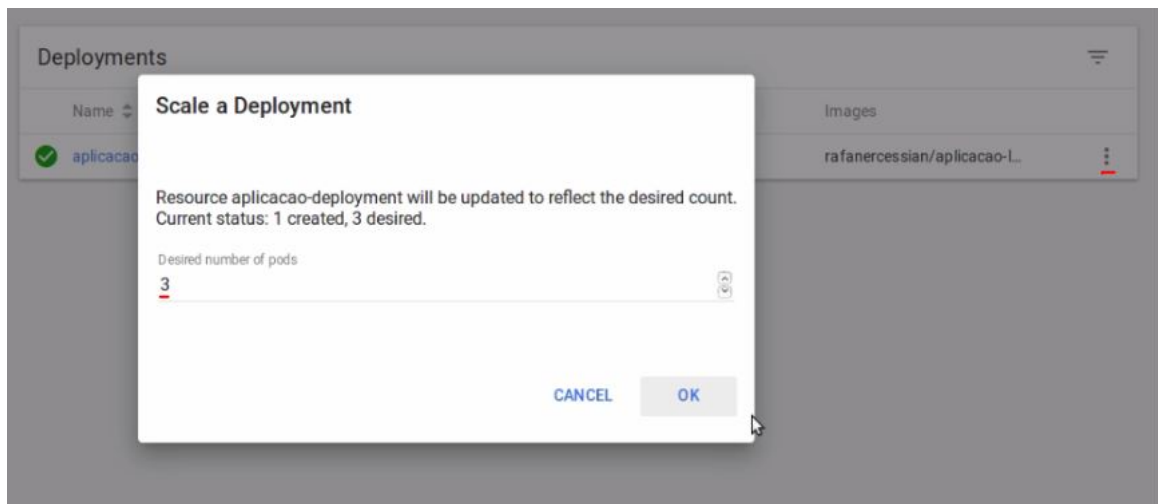 Deployments
Name
Images
aplicacao
rafanercessian/aplicacao-l...
Scale a Deployment
Resource aplicacao-deployment will be updated to reflect the desired count.
Current status: 1 created, 3 desired.
Desired number of pods
3
CANCEL
OK